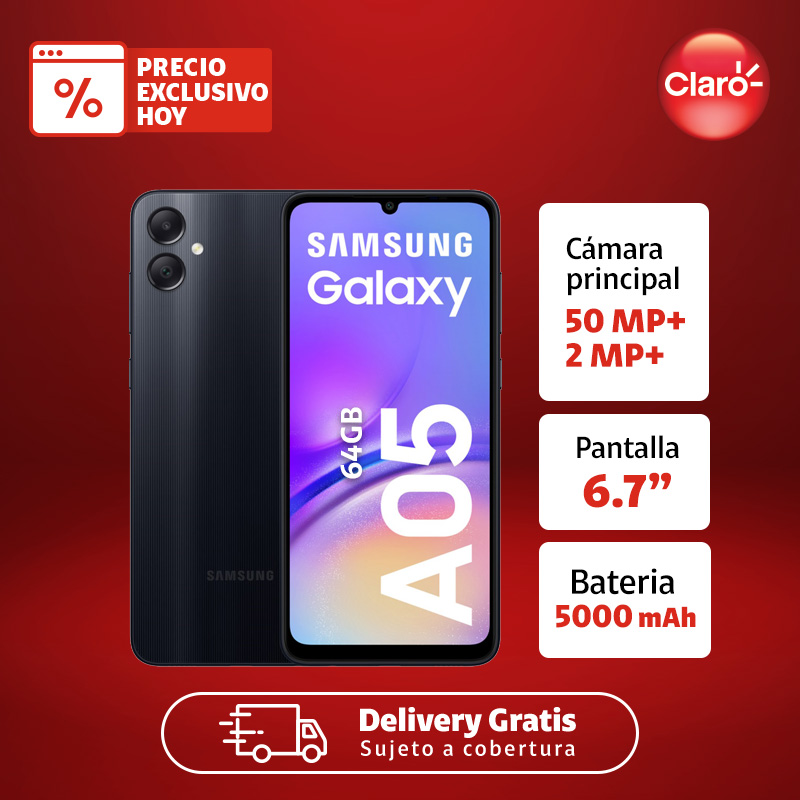 %
PRECIO
EXCLUSIVO
HOY
Claro
SAMSUNG
Galaxy
64GB
A05
SAMSUNG
Cámara
principal
50 MP+
2 MP+
Pantalla
6.7”
Bateria
5000 mAh
Delivery Gratis
Sujeto a cobertura